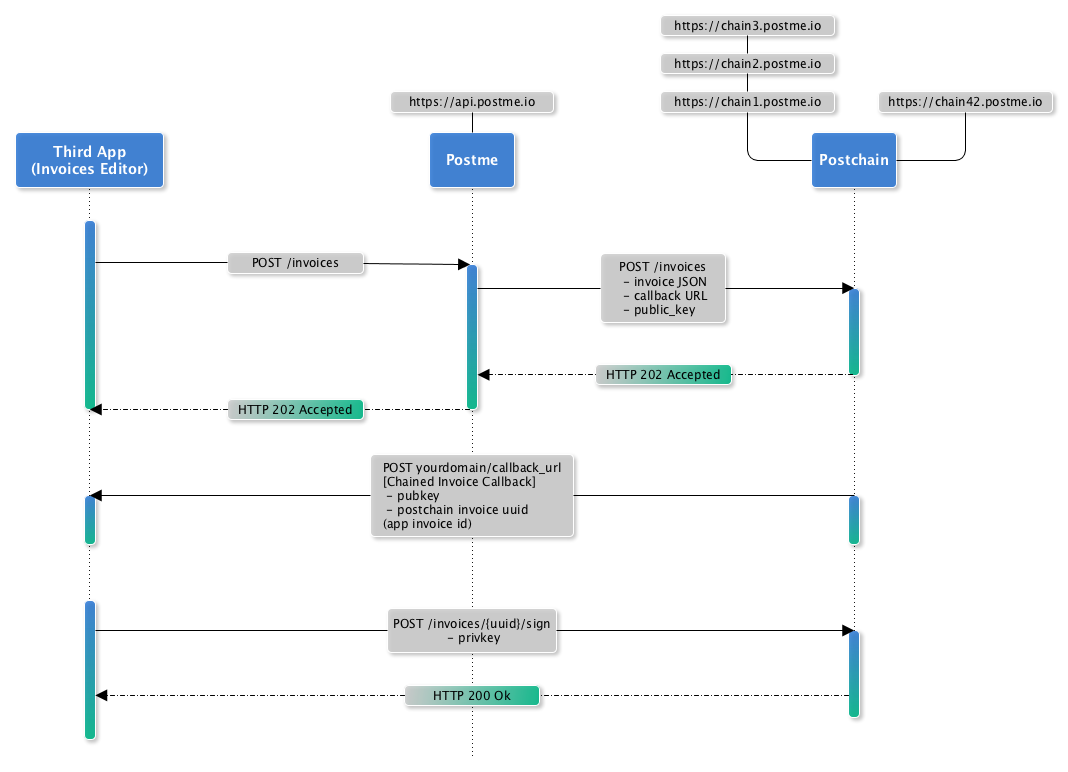 https://chain3.postme.io
https://chain2.postme.io
https://api.postme.io
https://chain1.postme.io
https://chain42.postme.io
Third App
(Invoices Editor)
Postme
Postchain
POST /invoices
POST /invoices
- invoice JSON
- callback URL
- public_key
HTTP 202 Accepted
HTTP 202 Accepted
POST yourdomain/callback_url
[Chained Invoice Callback]
- pubkey
- postchain invoice uuid
(app invoice id)
POST /invoices/{uuid}/sign
- privkey
HTTP 200 Ok